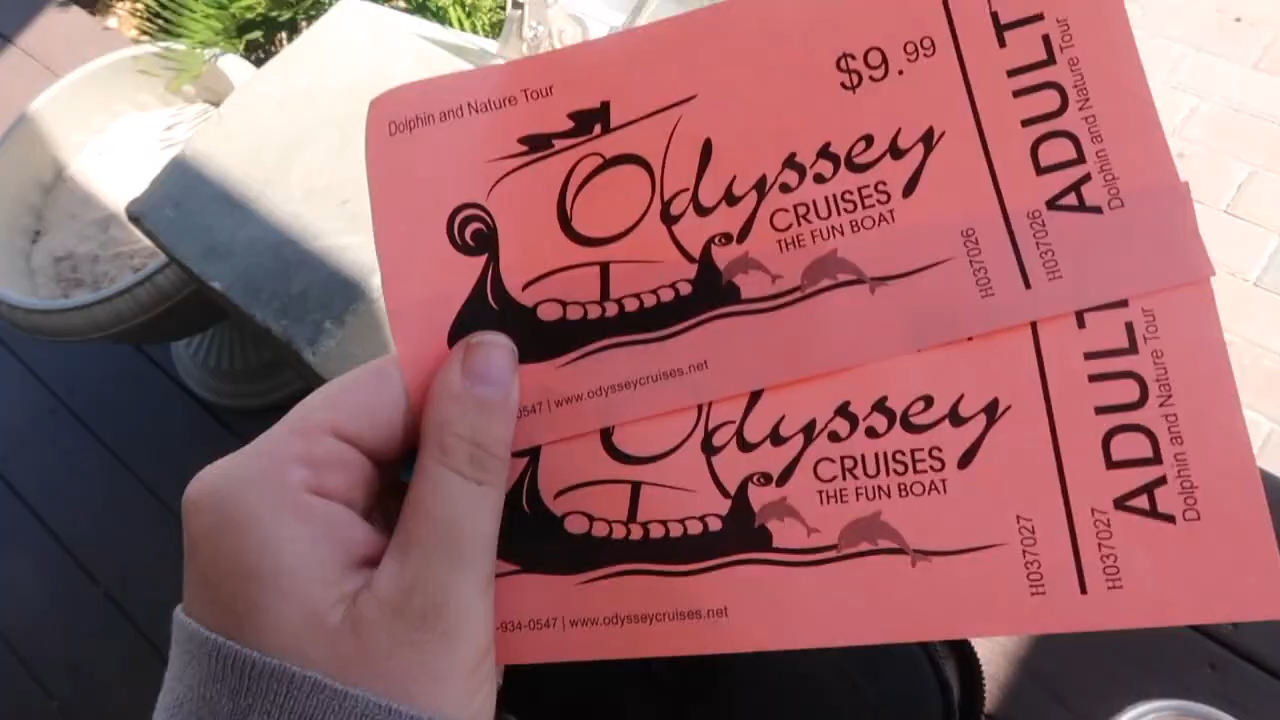 Dolphin and Nature Tour
$9.99
Odyssey
CRUISES
THE FUN BOAT
H037026
0547 | www.odysseycruises.net
H037026
ADULT
Dolphin and Nature Tour
Odyssey
CRUISES
THE FUN BOAT
H037027
-934-0547 | www.odysseycruises.net
H037027
ADULT
Dolphin and Nature Tour